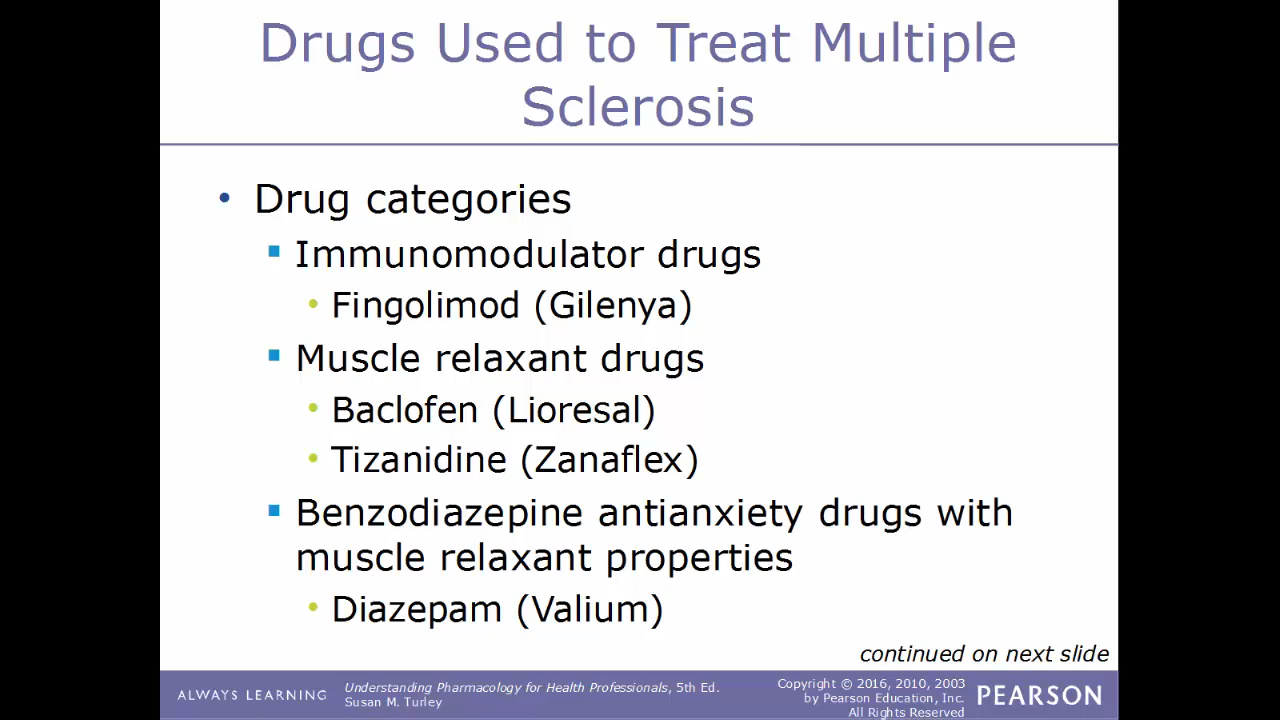 Drugs Used to Treat Multiple
Sclerosis
• Drug categories
▪ Immunomodulator drugs
• Fingolimod (Gilenya)
▪ Muscle relaxant drugs
• Baclofen (Lioresal)
• Tizanidine (Zanaflex)
▪ Benzodiazepine antianxiety drugs with
muscle relaxant properties
• Diazepam (Valium)
continued on next slide
ALWAYS LEARNING
Understanding Pharmacology for Health Professionals, 5th Ed.
Susan M. Turley
Copyright © 2016, 2010, 2003
by Pearson Education, Inc.
All Rights Reserved
PEARSON